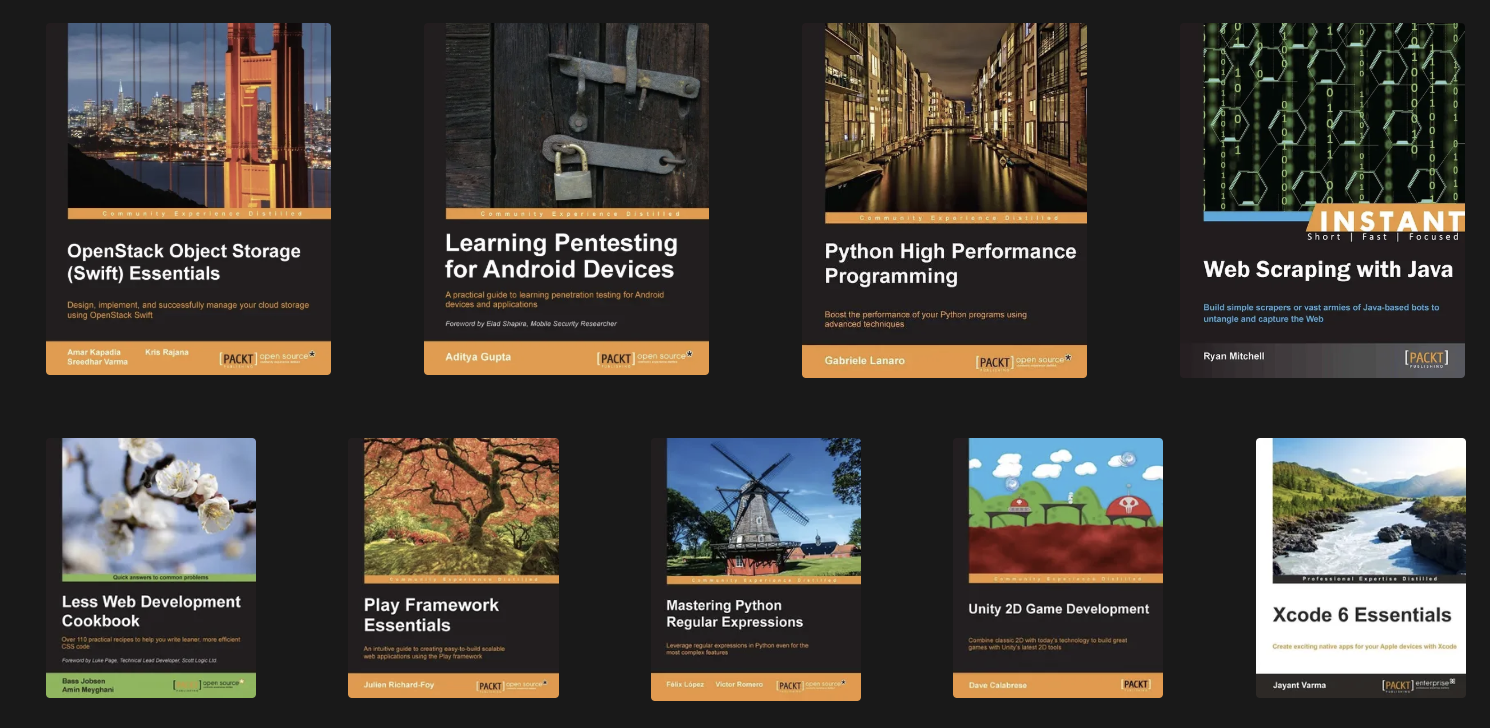 Community Experience Distilled
OpenStack Object Storage
(Swift) Essentials
Design, implement, and successfully manage your cloud storage
using OpenStack Swift
Amar Kapadia Kris Rajana
Sreedhar Varma
[PACKT] open source*
PUBLISHING
Community Experience Distilled
Learning Pentesting
for Android Devices
A practical guide to learning penetration testing for Android
devices and applications
Foreword by Elad Shapira, Mobile Security Researcher
Aditya Gupta
[PACKT] open source*
PUBLISHING
Community Experience Distilled
Python High Performance
Programming
Boost the performance of your Python programs using
advanced techniques
Gabriele Lanaro
[PACKT] open source*
PUBLISHING
INSTANT
Short | Fast | Focused
Web Scraping with Java
Build simple scrapers or vast armies of Java-based bots to
untangle and capture the Web
Ryan Mitchell
[PACKT]
PUBLISHING
Quick answers to common problems
Less Web Development
Cookbook
Over 110 practical recipes to help you write leaner, more efficient
CSS code
Foreword by Luke Page, Technical Lead Developer, Scott Logic Ltd
Bass Jobsen
Amin Meyghani
[PACKT] open source*
Community Experience Distilled
Play Framework
Essentials
An intuitive guide to creating easy-to-build scalable
web applications using the Play framework
Julien Richard-Foy
[PACKT] open source*
Community Experience Distilled
Mastering Python
Regular Expressions
Leverage regular expressions in Python even for the
most complex features
Félix López Víctor Romero
[PACKT] open source*
Community Experience Distilled
Unity 2D Game Development
Combine classic 2D with today's technology to build great
games with Unity's latest 2D tools
Dave Calabrese
[PACKT]
Professional Expertise Distilled
Xcode 6 Essentials
Create exciting native apps for your Apple devices with Xcode
Jayant Varma
[PACKT] enterprise